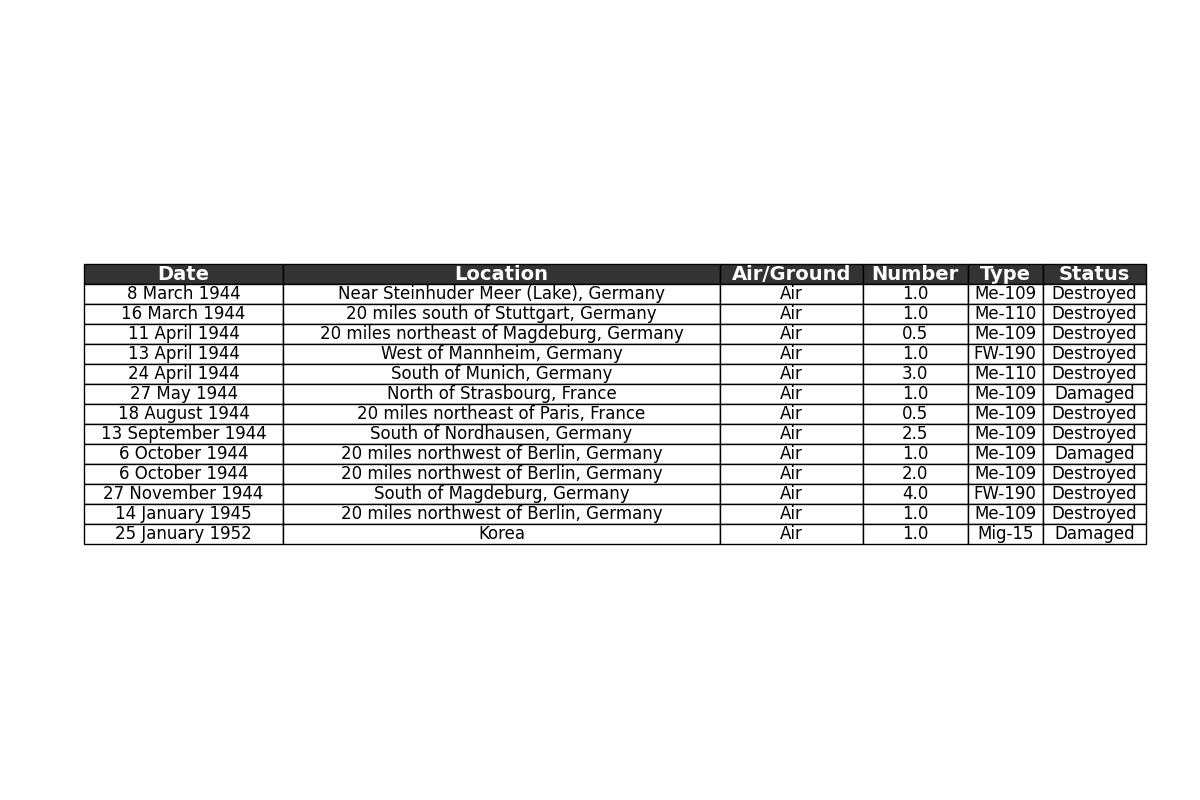 Date Location Air/Ground Number Type Status
8 March 1944 Near Steinhuder Meer (Lake), Germany Air 1.0 Me-109 Destroyed
16 March 1944 20 miles south of Stuttgart, Germany Air 1.0 Me-110 Destroyed
11 April 1944 20 miles northeast of Magdeburg, Germany Air 0.5 Me-109 Destroyed
13 April 1944 West of Mannheim, Germany Air 1.0 FW-190 Destroyed
24 April 1944 South of Munich, Germany Air 3.0 Me-110 Destroyed
27 May 1944 North of Strasbourg, France Air 1.0 Me-109 Damaged
18 August 1944 20 miles northeast of Paris, France Air 0.5 Me-109 Destroyed
13 September 1944 South of Nordhausen, Germany Air 2.5 Me-109 Destroyed
6 October 1944 20 miles northwest of Berlin, Germany Air 1.0 Me-109 Damaged
6 October 1944 20 miles northwest of Berlin, Germany Air 2.0 Me-109 Destroyed
27 November 1944 South of Magdeburg, Germany Air 4.0 FW-190 Destroyed
14 January 1945 20 miles northwest of Berlin, Germany Air 1.0 Me-109 Destroyed
25 January 1952 Korea Air 1.0 Mig-15 Damaged